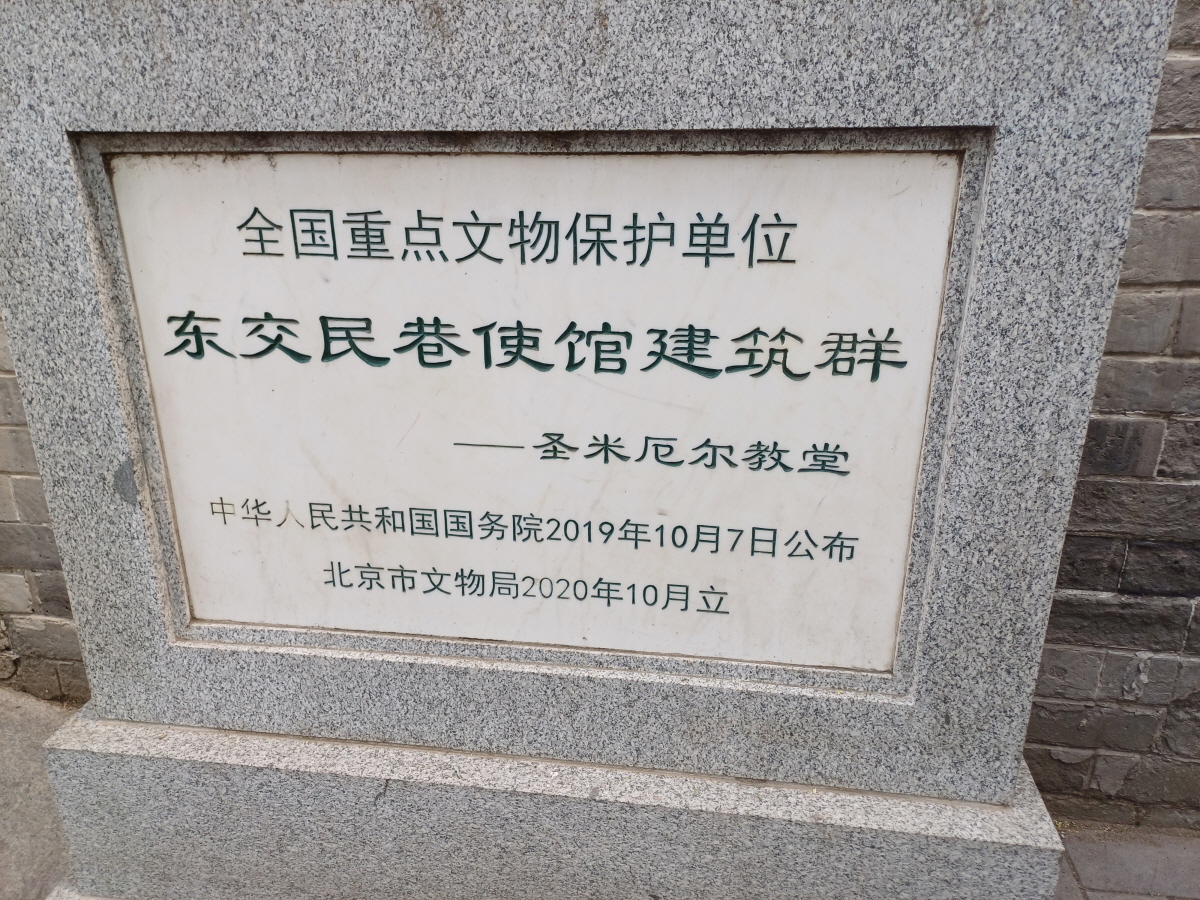 全国重点文物保护单位
东交民巷使馆建筑群
——圣米厄尔教堂
中华人民共和国国务院2019年10月7日公布
北京市文物局2020年10月立